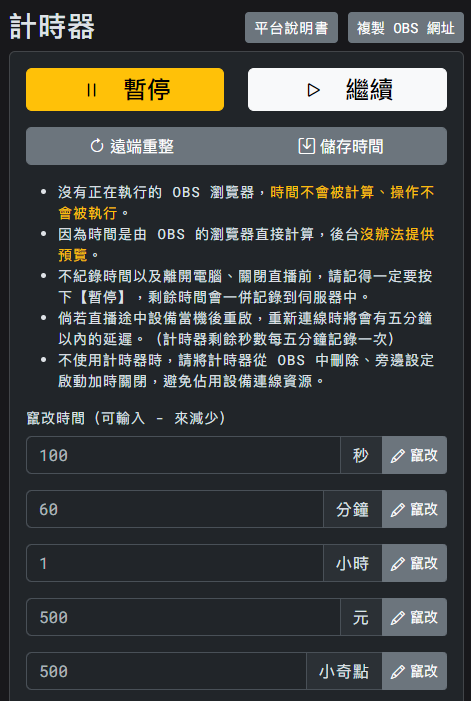 計時器
平台說明書
複製 OBS 網址
暫停
繼續
遠端重整
儲存時間
沒有正在執行的 OBS 瀏覽器，時間不會被計算、操作不
會被執行。
因為時間是由 OBS 的瀏覽器直接計算，後台沒辦法提供
預覽。
不紀錄時間以及離開電腦、關閉直播前，請記得一定要按
下【暫停】，剩餘時間會一併記錄到伺服器中。
倘若直播途中設備當機後重啟，重新連線時將會有五分鐘
以內的延遲。（計時器剩餘秒數每五分鐘記錄一次）
不使用計時器時，請將計時器從 OBS 中刪除、旁邊設定
啟動加時關閉，避免佔用設備連線資源。
竄改時間 (可輸入 - 來減少)
100 秒 竄改
60 分鐘 竄改
1 小時 竄改
500 元 竄改
500 小奇點 竄改